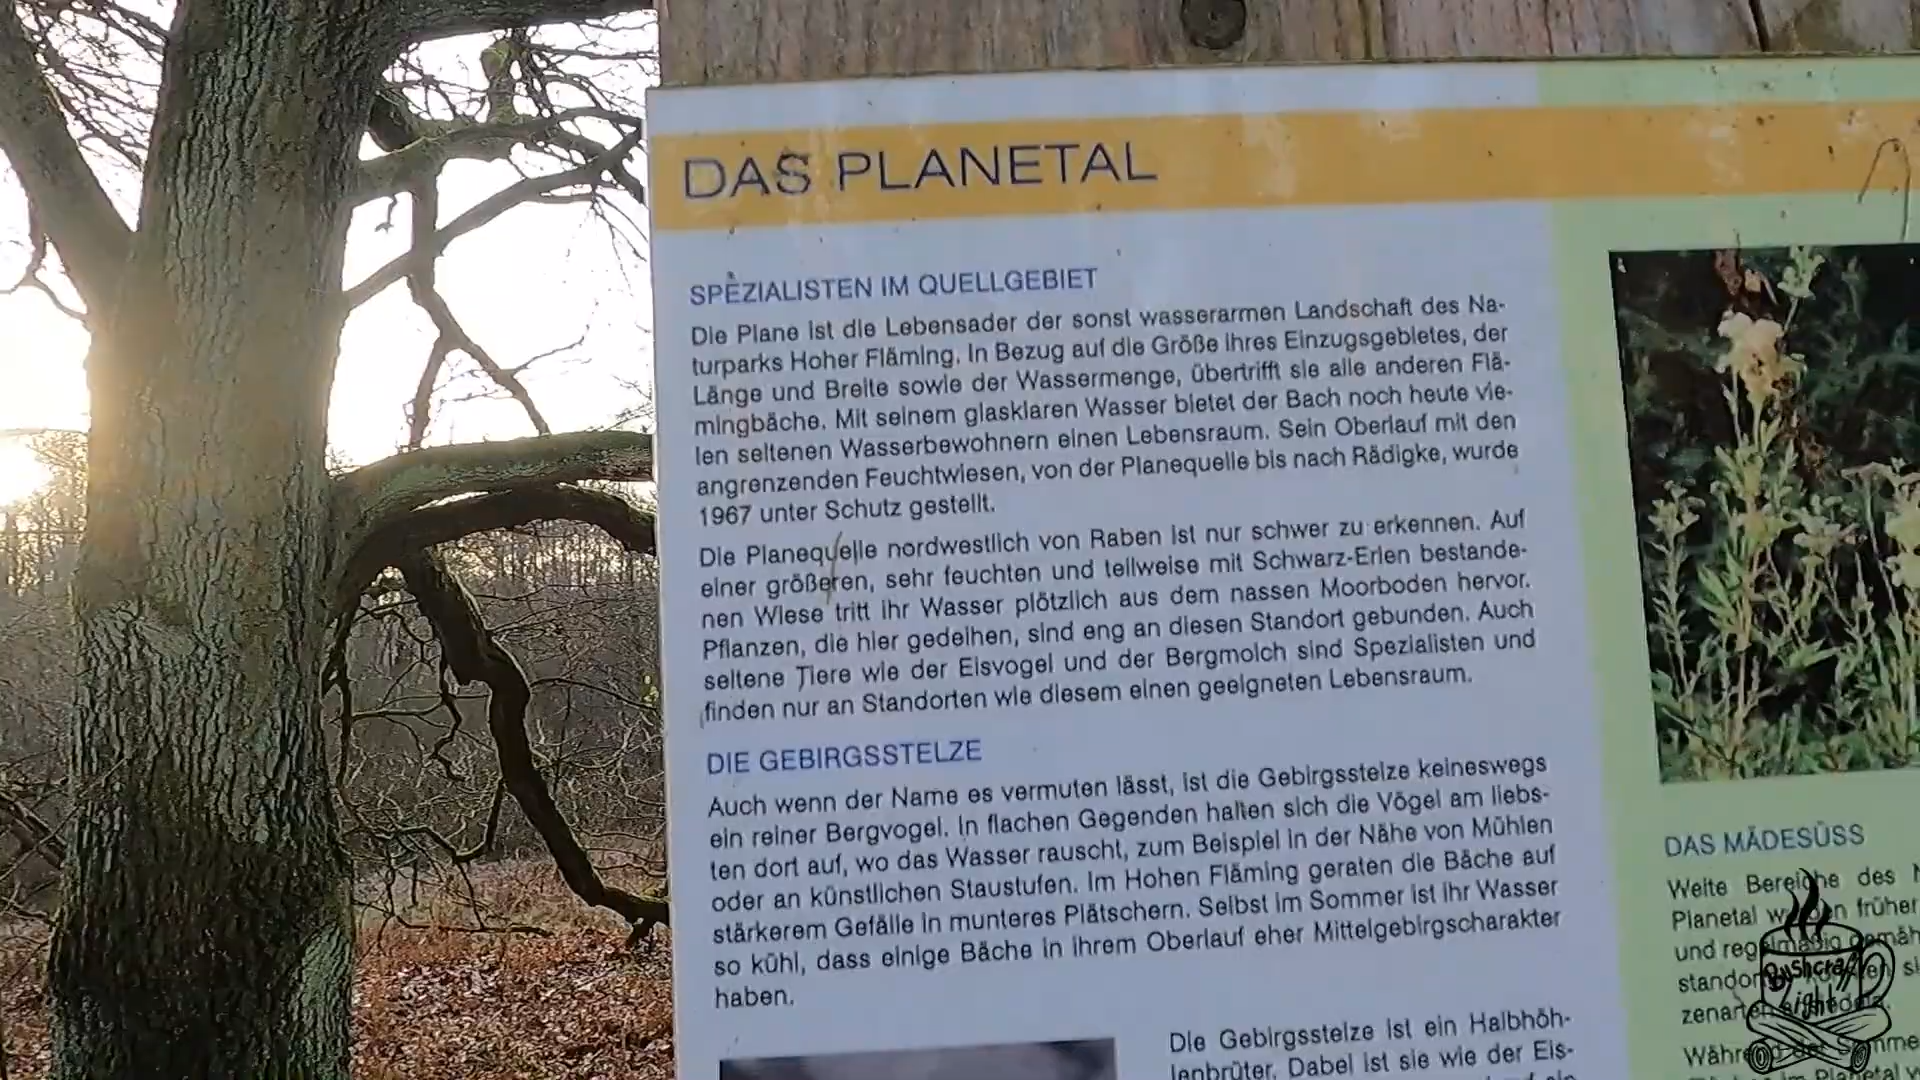 DAS PLANETAL
SPEZIALISTEN IM QUELLGEBIET
Die Plane ist die Lebensader der sonst wasserarmen Landschaft des Na-
turparks Hoher Fläming. In Bezug auf die Größe ihres Einzugsgebietes, der
Länge und Breite sowie der Wassermenge, übertrifft sie alle anderen Flä-
mingbäche. Mit seinem glasklaren Wasser bietet der Bach noch heute vie-
len seltenen Wasserbewohnern einen Lebensraum. Sein Oberlauf mit den
angrenzenden Feuchtwiesen, von der Planequelle bis nach Rädigke, wurde
1967 unter Schutz gestellt.
Die Planequelle nordwestlich von Raben ist nur schwer zu erkennen. Auf
einer größeren, sehr feuchten und teilweise mit Schwarz-Erlen bestande-
nen Wiese tritt ihr Wasser plötzlich aus dem nassen Moorboden hervor.
Pflanzen, die hier gedeihen, sind eng an diesen Standort gebunden. Auch
seltene Tiere wie der Eisvogel und der Bergmolch sind Spezialisten und
finden nur an Standorten wie diesem einen geeigneten Lebensraum.
DIE GEBIRGSSTELZE
Auch wenn der Name es vermuten lässt, ist die Gebirgsstelze keineswegs
ein reiner Bergvogel. In flachen Gegenden halten sich die Vögel am liebs-
ten dort auf, wo das Wasser rauscht, zum Beispiel in der Nähe von Mühlen
oder an künstlichen Staustufen. Im Hohen Fläming geraten die Bäche auf
stärkerem Gefälle in munteres Plätschern. Selbst im Sommer ist ihr Wasser
so kühl, dass einige Bäche in ihrem Oberlauf eher Mittelgebirgscharakter
haben.
Die Gebirgsstelze ist ein Halbhöh-
lenbrüter. Dabei ist sie wie der Eis-
DAS MÄDESÜSS
Weite Bereiche des
Planetal wurden früher
und regelmäßig gemäh
Bushcraft
Light